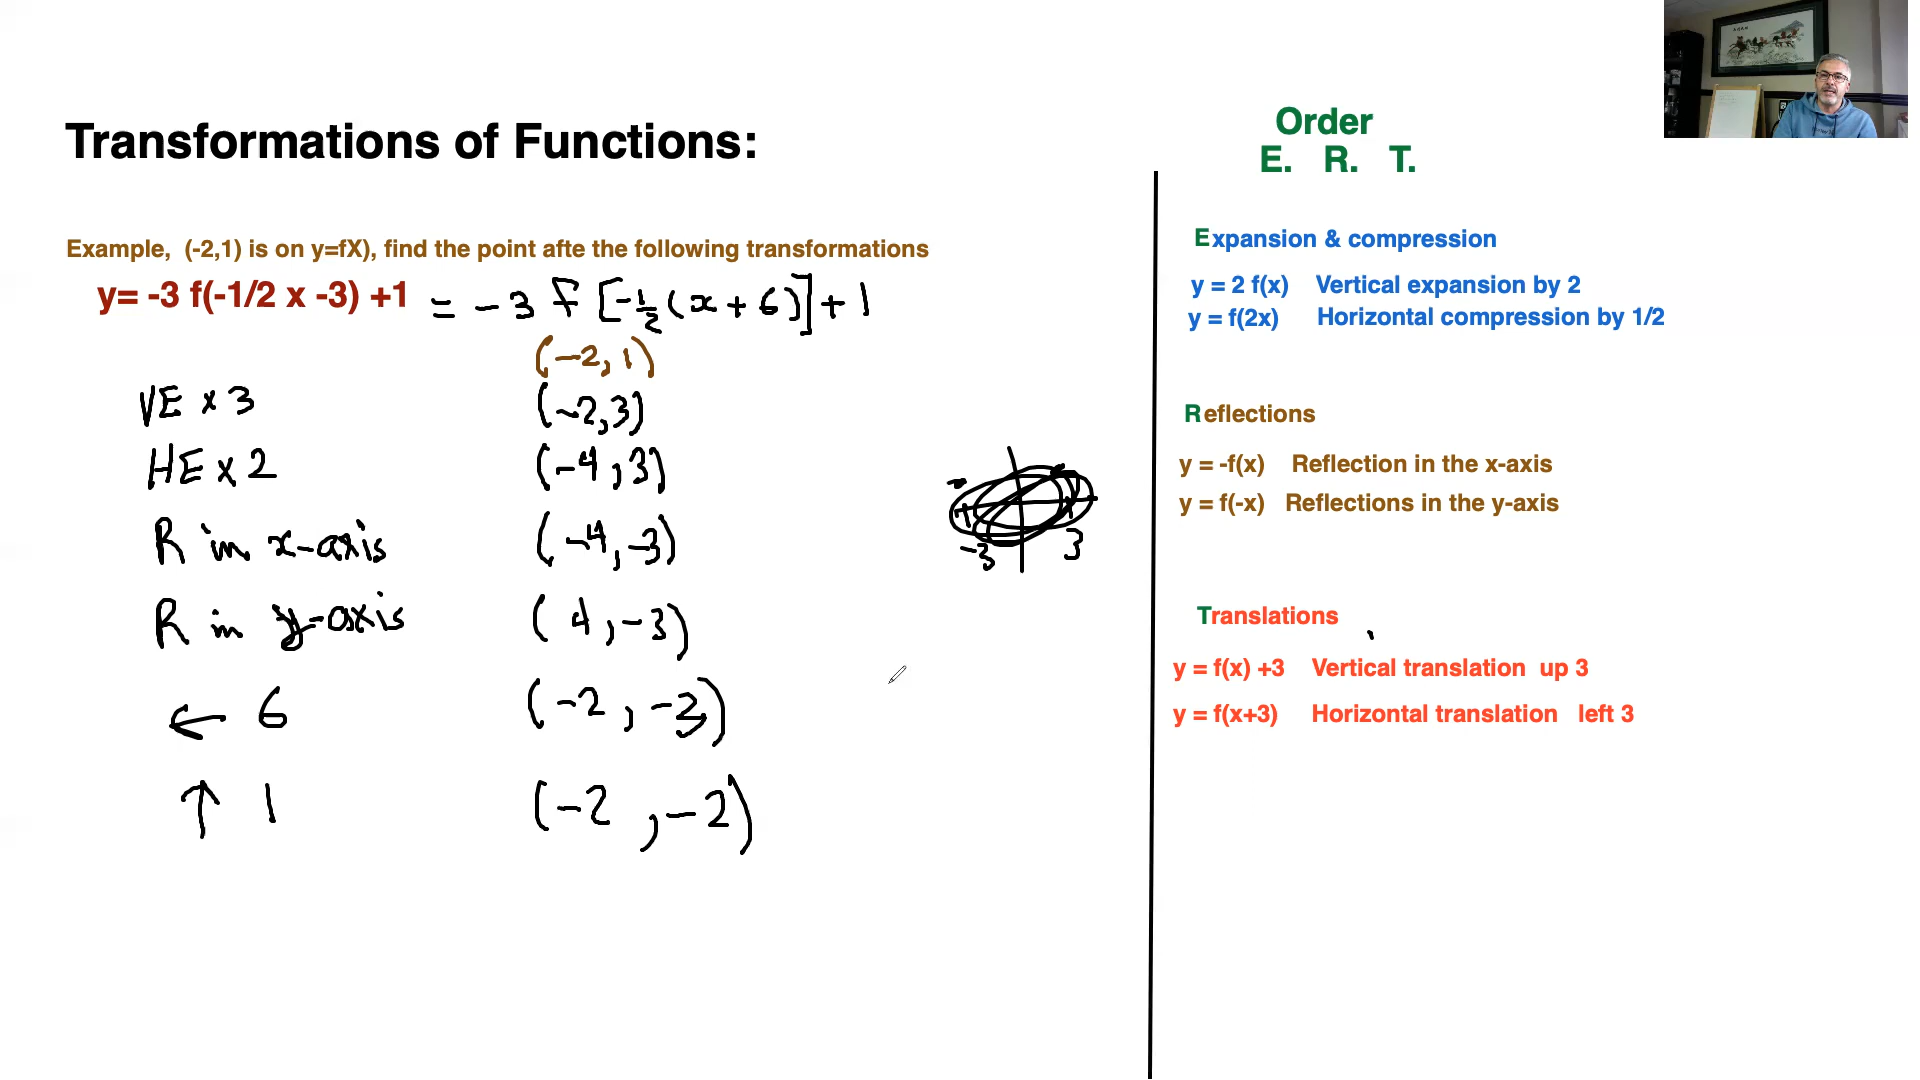 Transformations of Functions:
Example, (-2,1) is on y=fX), find the point afte the following transformations
y= -3 f(-1/2 x -3) +1 = -3 f [-1/2 (x + 6)] + 1
(-2, 1)
VE x 3 (-2, 3)
HE x 2 (-4, 3)
R in x-axis (-4, -3)
R in y-axis (4, -3)
← 6 (-2, -3)
↑ 1 (-2, -2)
-3 3
Order
E. R. T.
Expansion & compression
y = 2 f(x) Vertical expansion by 2
y = f(2x) Horizontal compression by 1/2
Reflections
y = -f(x) Reflection in the x-axis
y = f(-x) Reflections in the y-axis
Translations
y = f(x) +3 Vertical translation up 3
y = f(x+3) Horizontal translation left 3